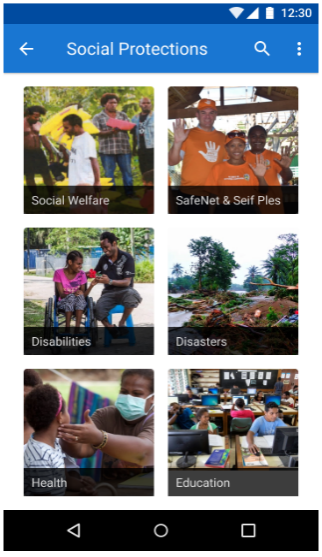 12:30
Social Protections
Social Welfare
SafeNet & Seif Ples
Disabilities
Disasters
Health
Education